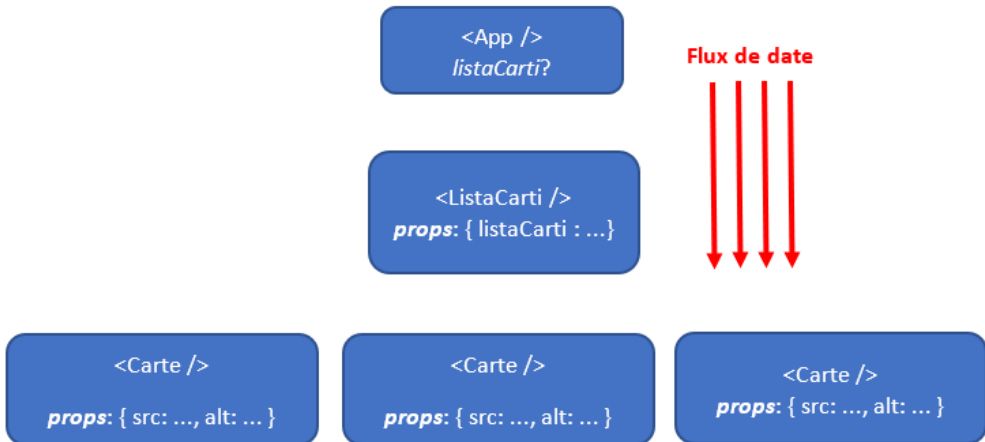 <App />
listaCarti?
Flux de date
<ListaCarti />
props: { listaCarti : ...}
<Carte />
props: { src: ..., alt: ... }
<Carte />
props: { src: ..., alt: ... }
<Carte />
props: { src: ..., alt: ... }